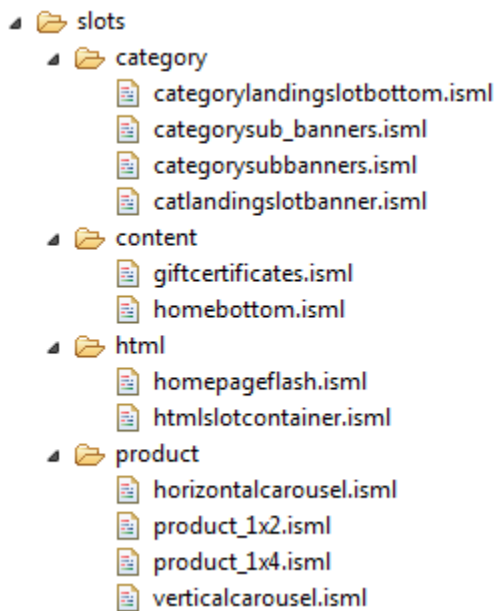 slots
category
categorylandingslotbottom.isml
categorysub_banners.isml
categorysubbanners.isml
catlandingslotbanner.isml
content
giftcertificates.isml
homebottom.isml
html
homepageflash.isml
htmlslotcontainer.isml
product
horizontalcarousel.isml
product_1x2.isml
product_1x4.isml
verticalcarousel.isml